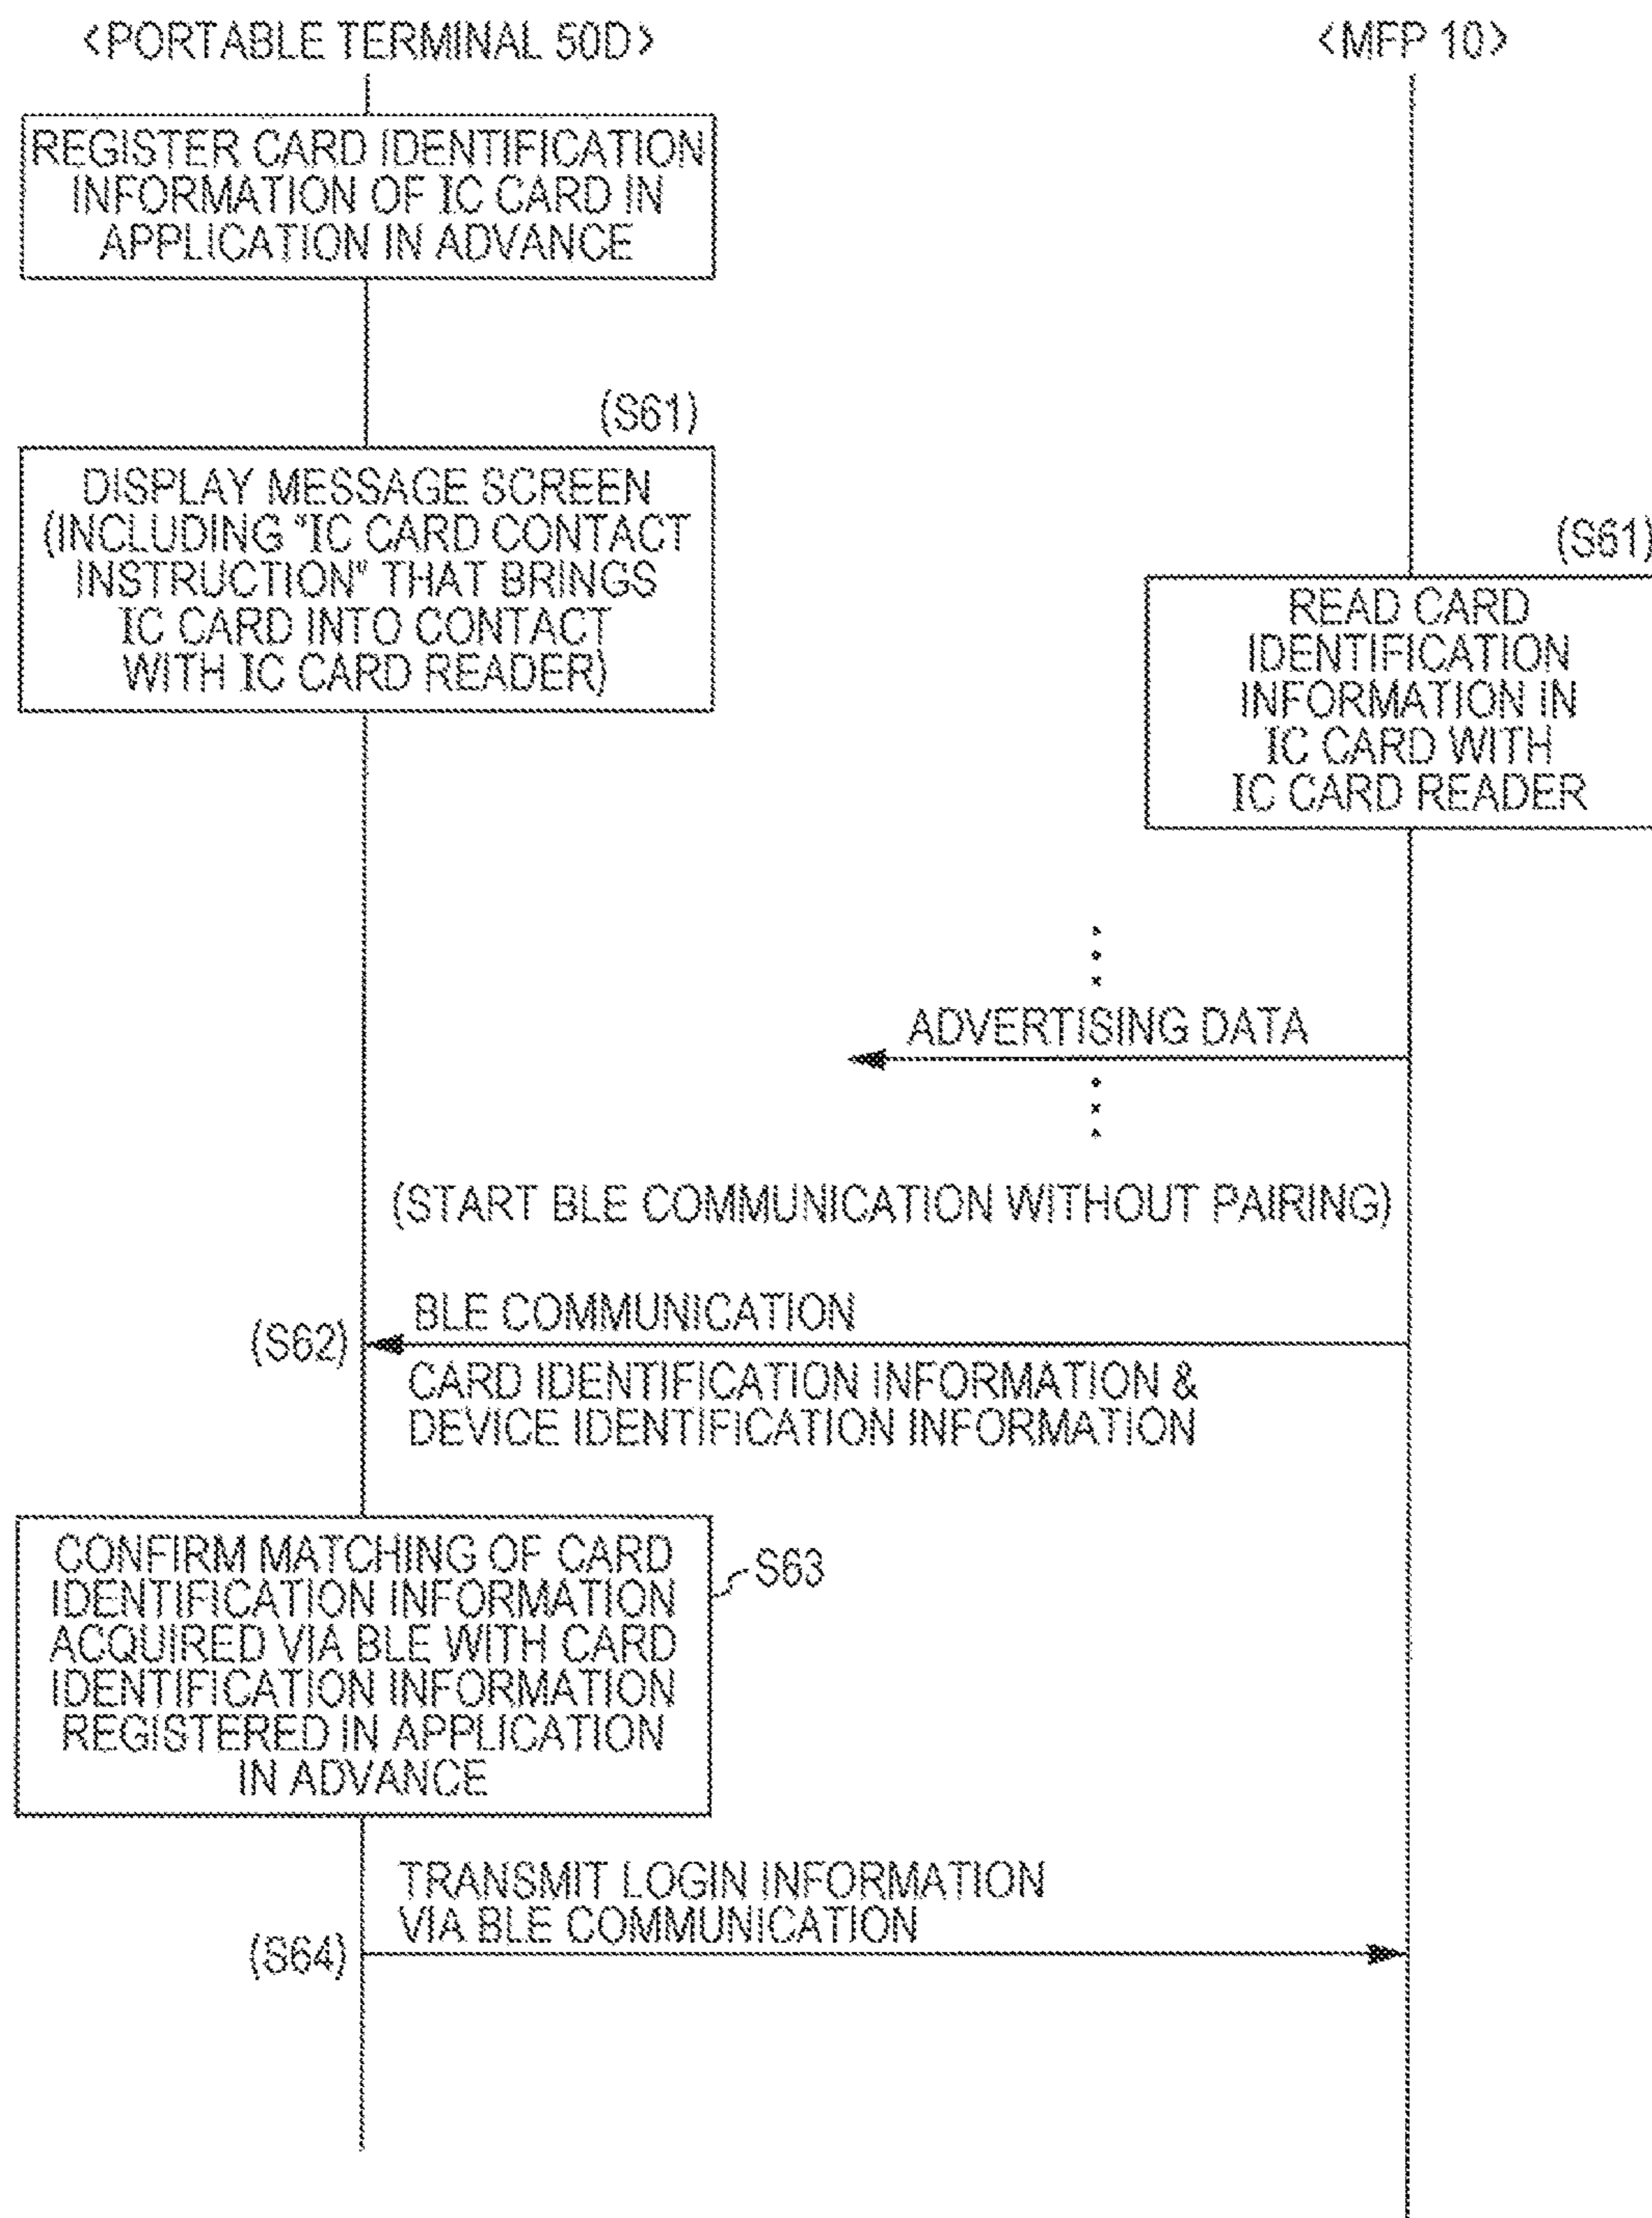 <PORTABLE TERMINAL 50D>
<MFP 10>
REGISTER CARD IDENTIFICATION
INFORMATION OF IC CARD IN
APPLICATION IN ADVANCE
(S61)
DISPLAY MESSAGE SCREEN
(INCLUDING "IC CARD CONTACT
INSTRUCTION" THAT BRINGS
IC CARD INTO CONTACT
WITH IC CARD READER)
(S61)
READ CARD
IDENTIFICATION
INFORMATION IN
IC CARD WITH
IC CARD READER
ADVERTISING DATA
(START BLE COMMUNICATION WITHOUT PAIRING)
BLE COMMUNICATION
(S62)
CARD IDENTIFICATION INFORMATION &
DEVICE IDENTIFICATION INFORMATION
CONFIRM MATCHING OF CARD
IDENTIFICATION INFORMATION
ACQUIRED VIA BLE WITH CARD
IDENTIFICATION INFORMATION
REGISTERED IN APPLICATION
IN ADVANCE
S63
TRANSMIT LOGIN INFORMATION
VIA BLE COMMUNICATION
(S64)